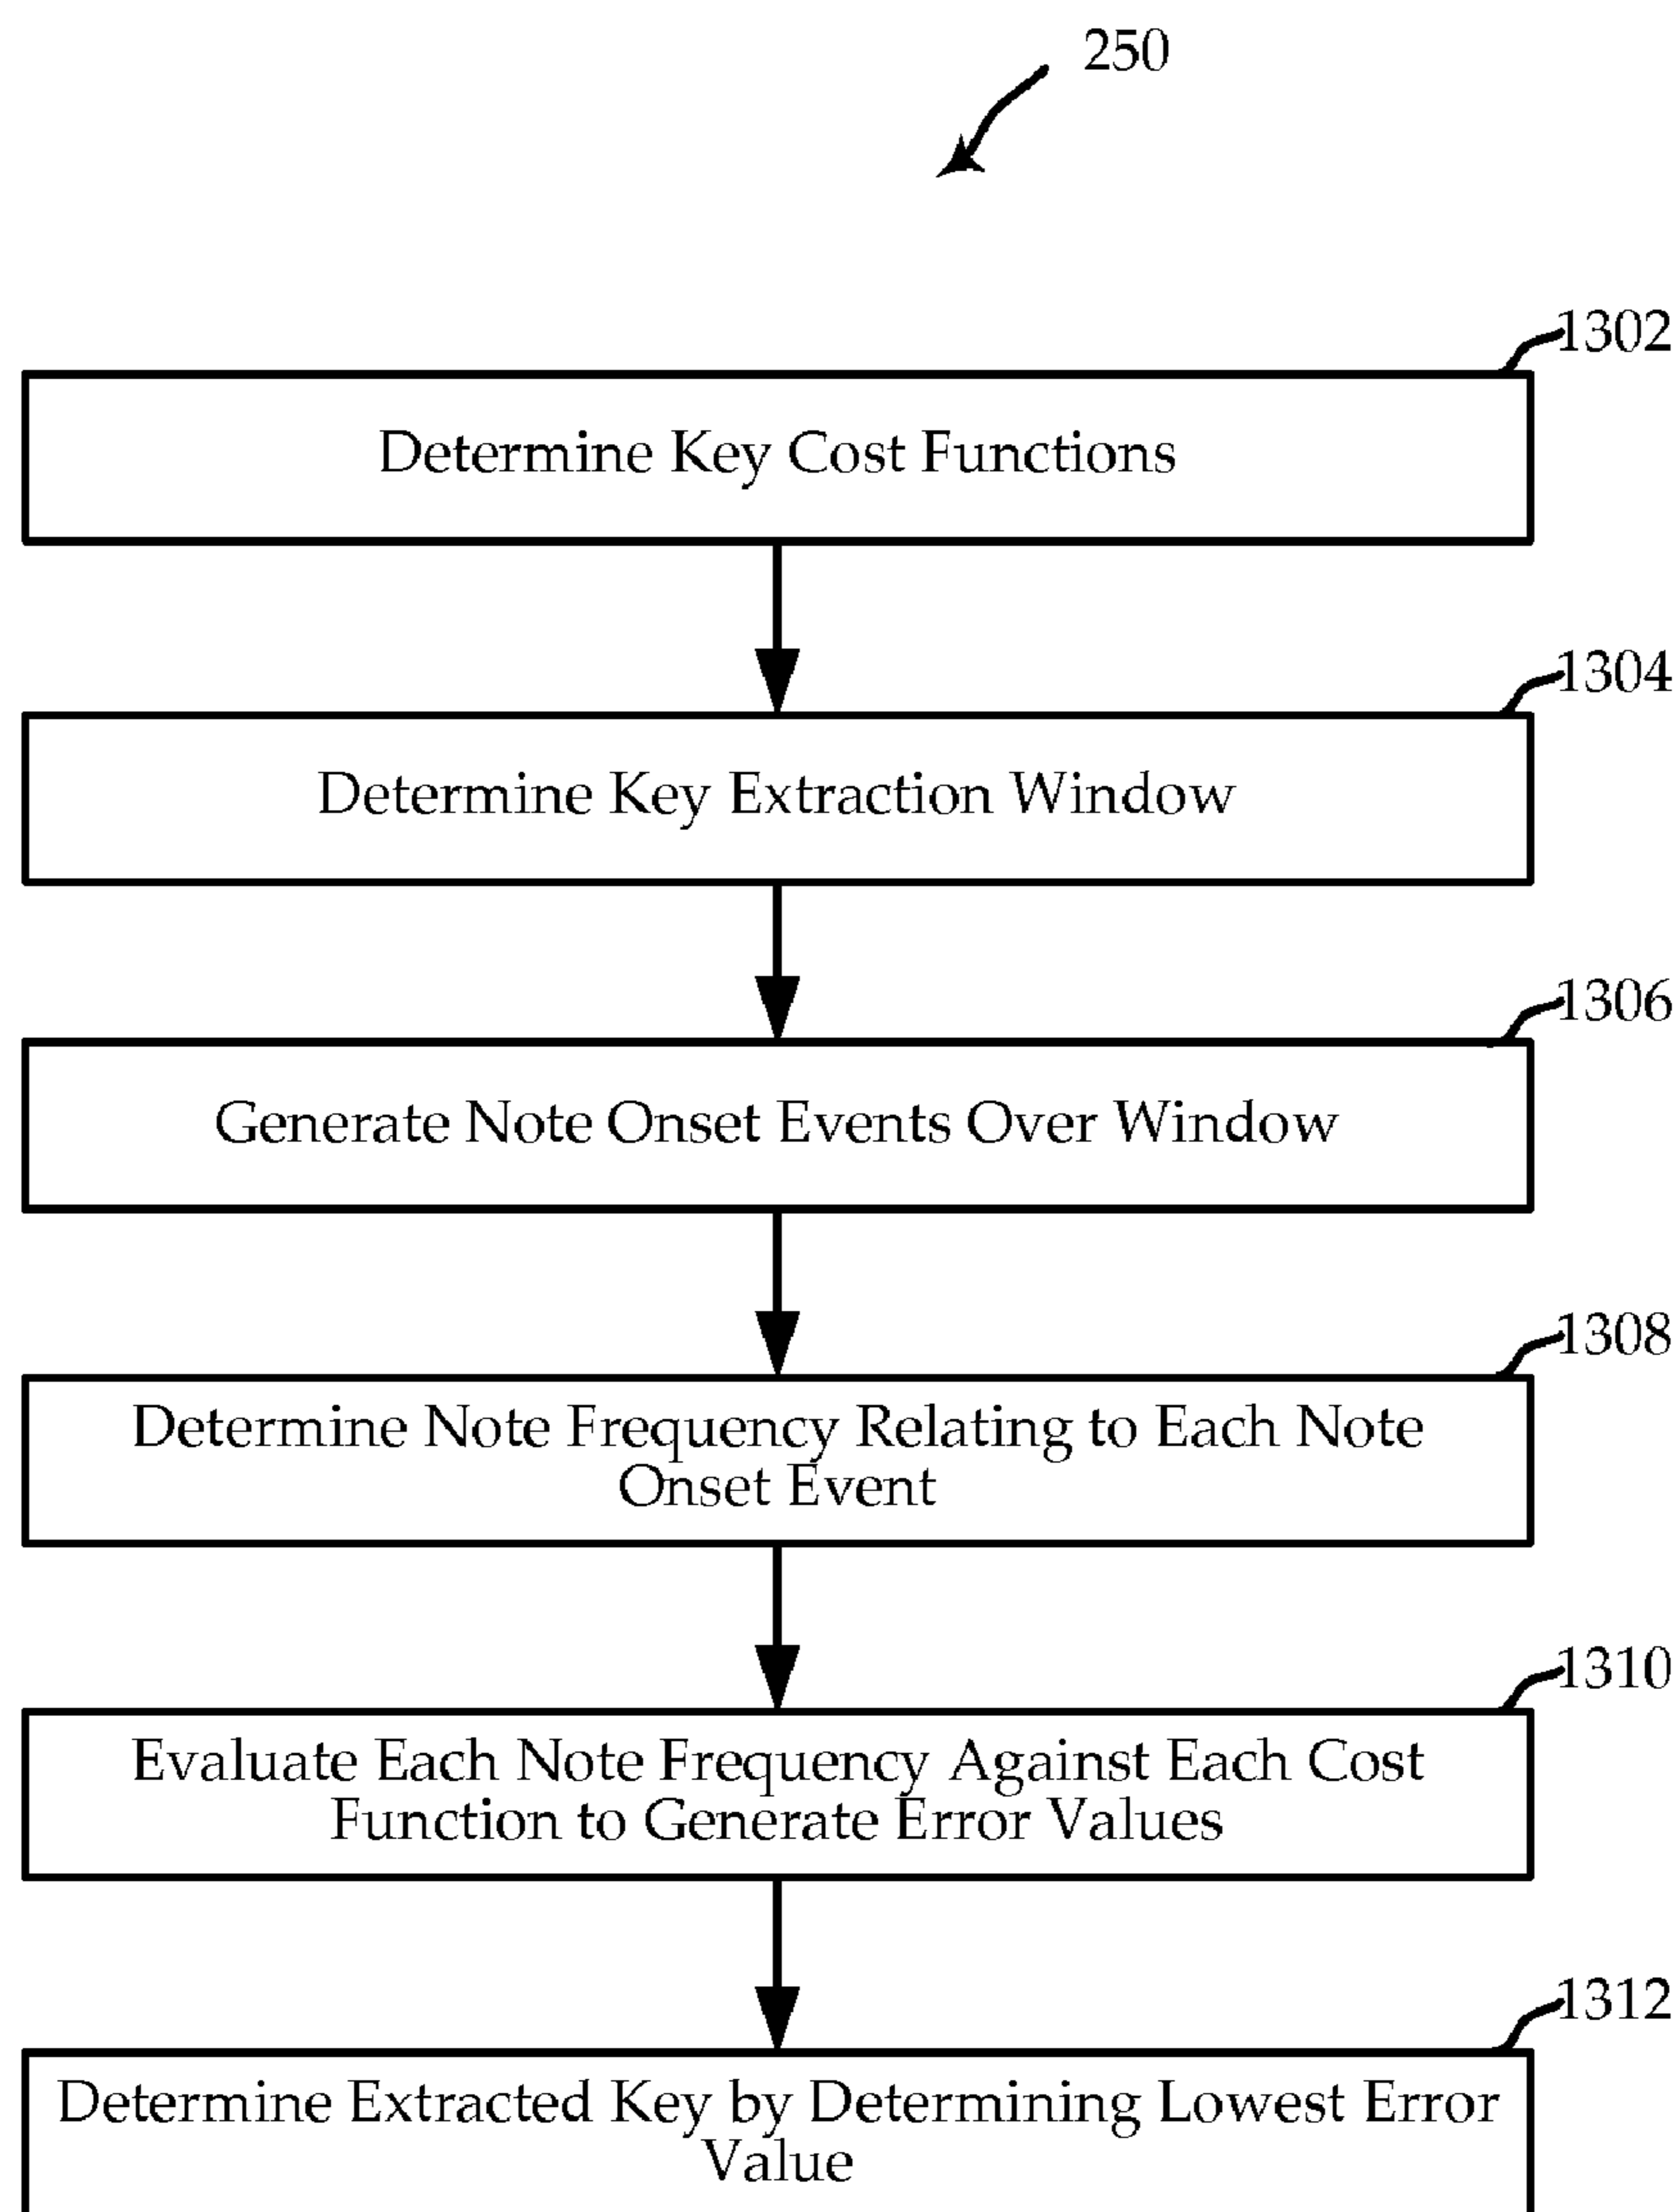 250
1302
Determine Key Cost Functions
1304
Determine Key Extraction Window
1306
Generate Note Onset Events Over Window
1308
Determine Note Frequency Relating to Each Note
Onset Event
1310
Evaluate Each Note Frequency Against Each Cost
Function to Generate Error Values
1312
Determine Extracted Key by Determining Lowest Error
Value